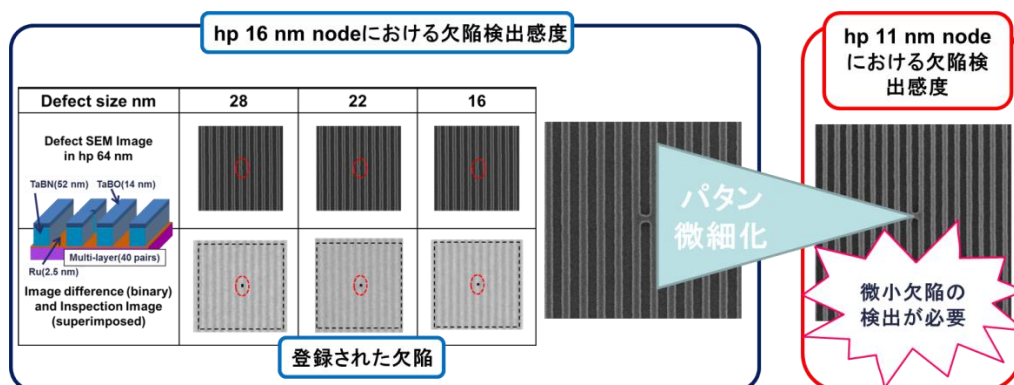 hp 16 nm nodeにおける欠陥検出感度
Defect size nm
28
22
16
Defect SEM Image
in hp 64 nm
TaBN(52 nm)
TaBO(14 nm)
Multi-layer(40 pairs)
Ru(2.5 nm)
Image difference (binary)
and Inspection Image
(superimposed)
登録された欠陥
パタン
微細化
hp 11 nm node
における欠陥検
出感度
微小欠陥の
検出が必要